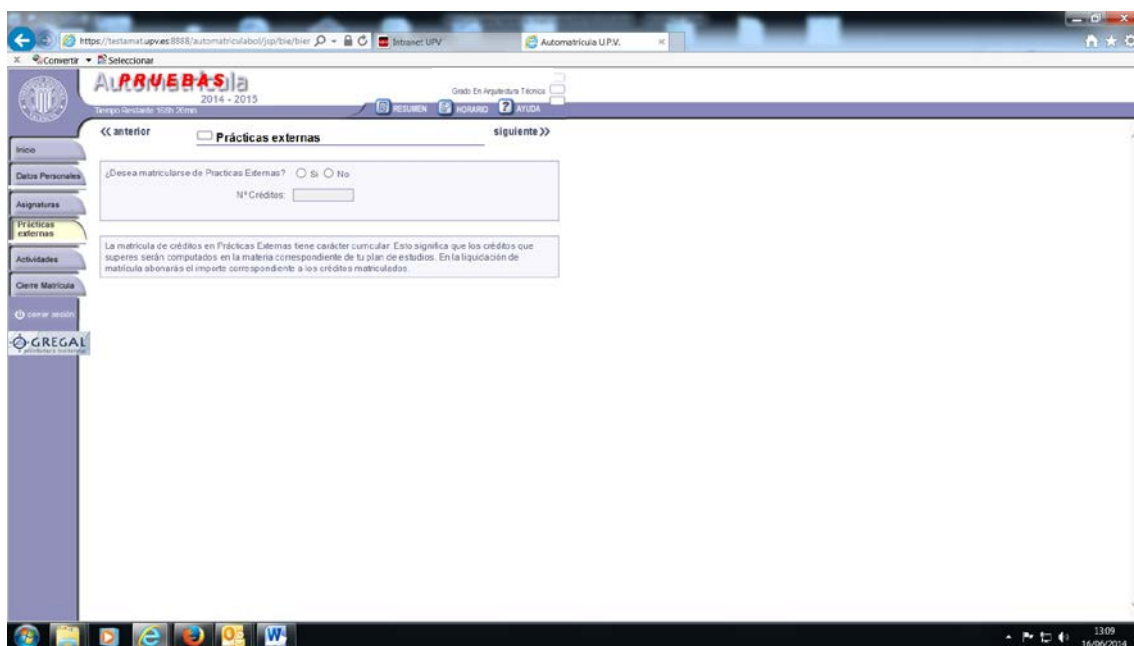 https://testamat.upv.es:8888/automatriculabol/jsp/bie/bier
Intranet UPV
Automatrícula U.P.V.
x Convertir
Seleccionar
PRUEBAS
2014 - 2015
Grado En Arquitectura Técnica
RESUMEN
HORARIO
AYUDA
<< anterior
Prácticas externas
siguiente >>
Inicio
Datos Personales
Asignaturas
Prácticas
externas
Actividades
Cierre Matrícula
cerrar sesión
GREGAL
¿Desea matricularse de Practicas Externas? Si No
Nº Créditos:
La matrícula de créditos en Prácticas Externas tiene carácter curricular. Esto significa que los créditos que
superes serán computados en la materia correspondiente de tu plan de estudios. En la liquidación de
matrícula abonarás el importe correspondiente a los créditos matriculados.
13:09
16/06/2014